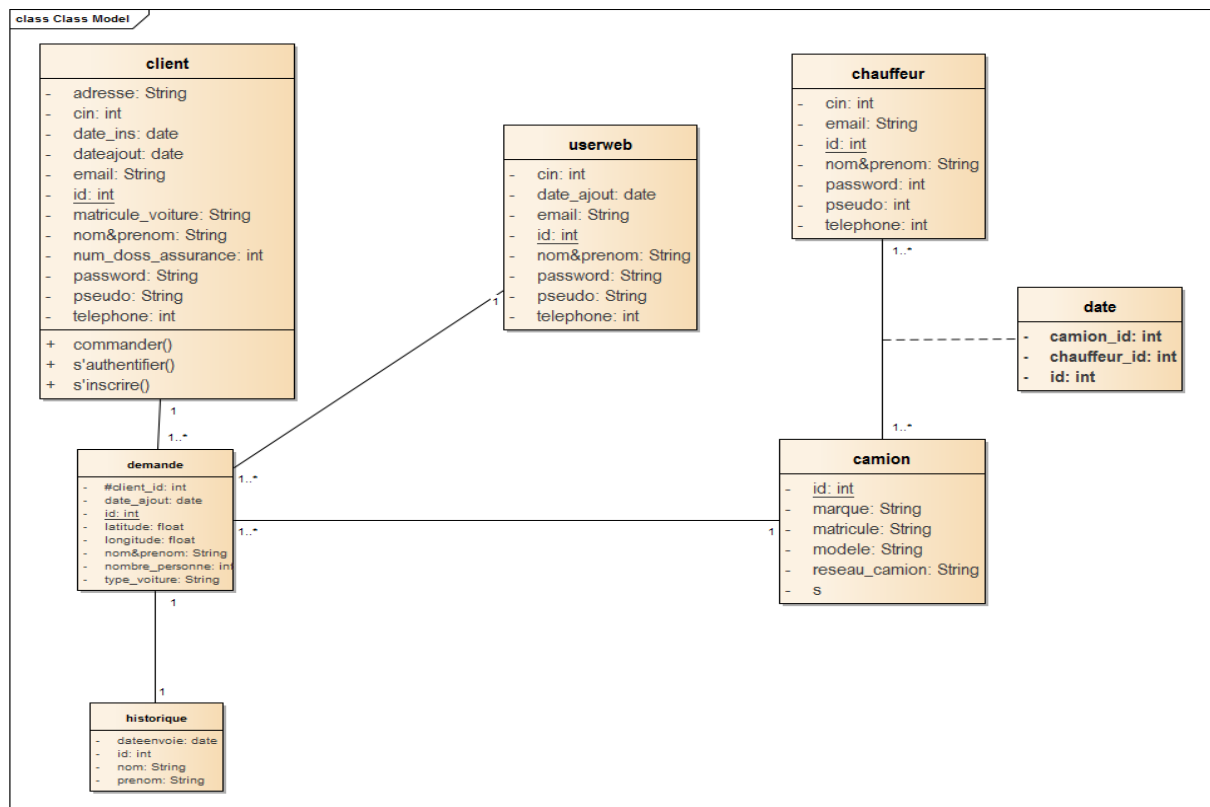 class Class Model
client
- adresse: String
- cin: int
- date_ins: date
- dateajout: date
- email: String
- id: int
- matricule_voiture: String
- nom&prenom: String
- num_doss_assurance: int
- password: String
- pseudo: String
- telephone: int
+ commander()
+ s'authentifier()
+ s'inscrire()
userweb
- cin: int
- date_ajout: date
- email: String
- id: int
- nom&prenom: String
- password: String
- pseudo: String
- telephone: int
chauffeur
- cin: int
- email: String
- id: int
- nom&prenom: String
- password: int
- pseudo: int
- telephone: int
date
- camion_id: int
- chauffeur_id: int
- id: int
camion
- id: int
- marque: String
- matricule: String
- modele: String
- reseau_camion: String
- s
demande
- #client_id: int
- date_ajout: date
- id: int
- latitude: float
- longitude: float
- nom&prenom: String
- nombre_personne: int
- type_voiture: String
historique
- dateenvoie: date
- id: int
- nom: String
- prenom: String
1
1..*
1
1..*
1..*
1
1..*
1..*
1
1